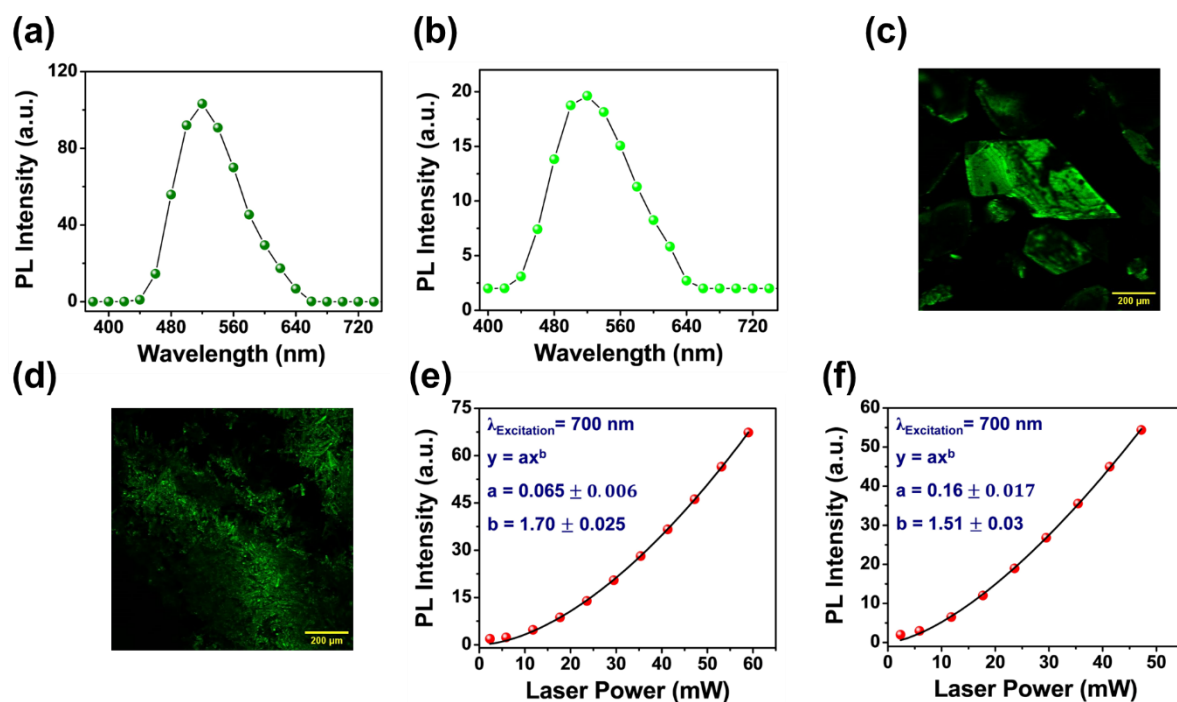 (a)
120
80
40
0
PL Intensity (a.u.)
400 480 560 640 720
Wavelength (nm)
(b)
20
15
10
5
0
PL Intensity (a.u.)
400 480 560 640 720
Wavelength (nm)
(c)
200 µm
(d)
200 µm
(e)
75
60
45
30
15
0
PL Intensity (a.u.)
λExcitation= 700 nm
y = axᵇ
a = 0.065 ± 0.006
b = 1.70 ± 0.025
0 10 20 30 40 50 60
Laser Power (mW)
(f)
60
50
40
30
20
10
0
PL Intensity (a.u.)
λExcitation= 700 nm
y = axᵇ
a = 0.16 ± 0.017
b = 1.51 ± 0.03
0 10 20 30 40 50
Laser Power (mW)